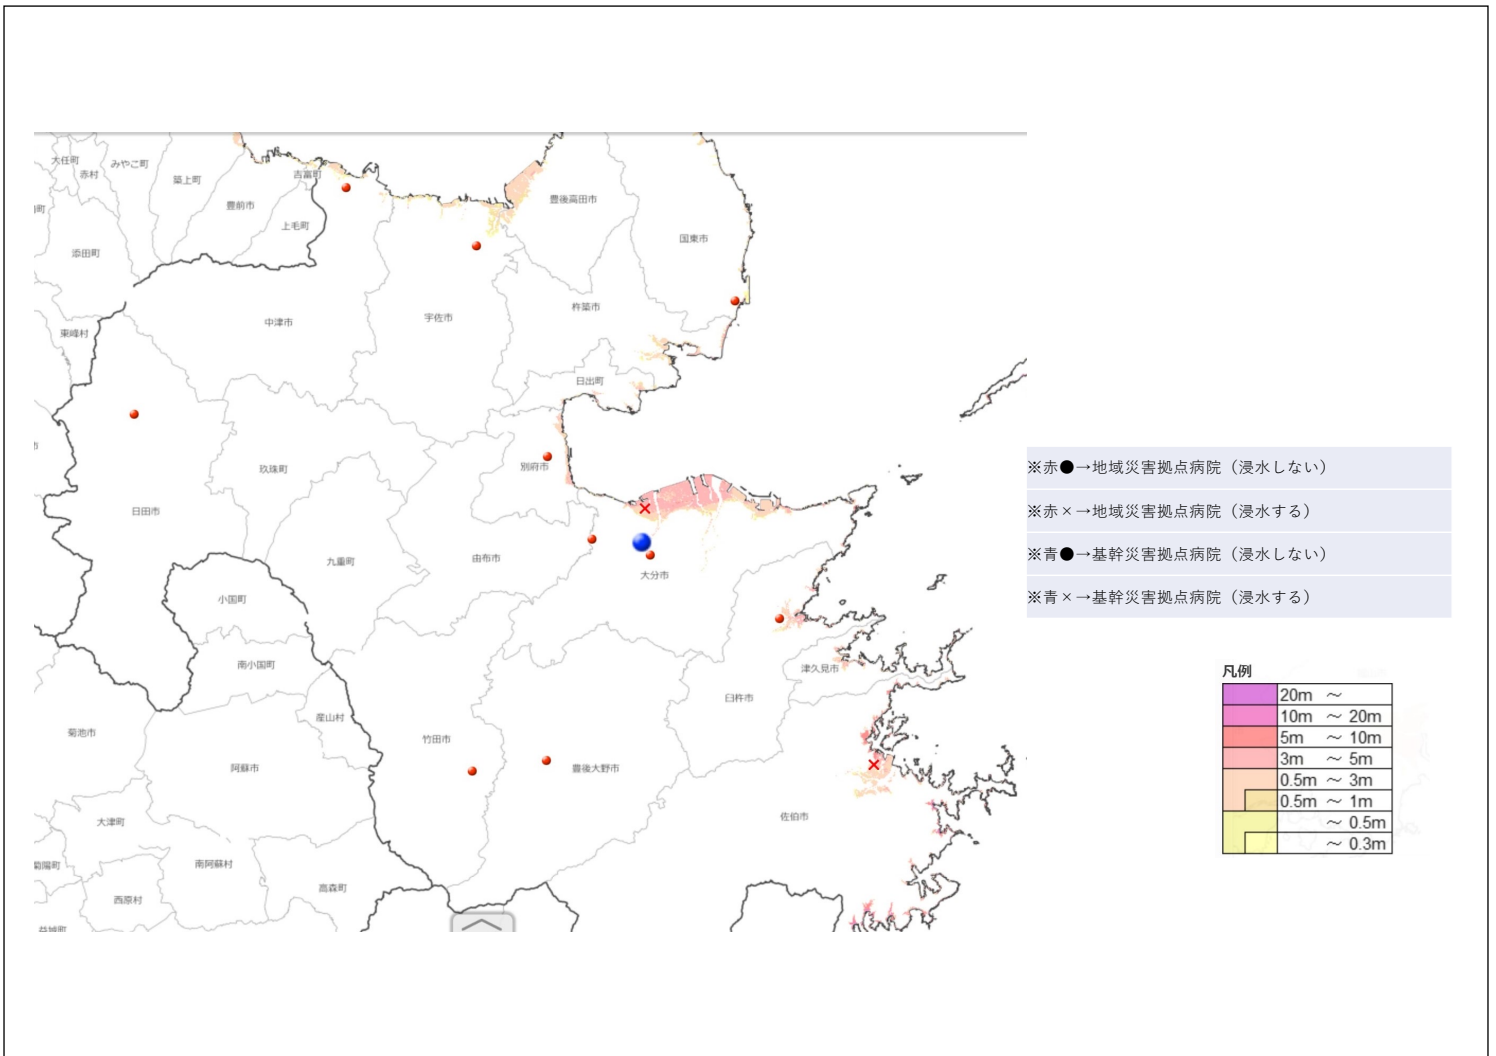 大任町
みやこ町
赤村
築上町
吉富町
豊前市
上毛町
豊後高田市
国東市
添田町
杵築市
中津市
宇佐市
東峰村
日出町
別府市
玖珠町
日田市
九重町
由布市
大分市
小国町
南小国町
津久見市
臼杵市
産山村
菊池市
竹田市
阿蘇市
豊後大野市
佐伯市
大津町
菊陽町
南阿蘇村
高森町
西原村
益城町
※赤●→地域災害拠点病院（浸水しない）
※赤×→地域災害拠点病院（浸水する）
※青●→基幹災害拠点病院（浸水しない）
※青×→基幹災害拠点病院（浸水する）
凡例
20m ～
10m ～ 20m
5m ～ 10m
3m ～ 5m
0.5m ～ 3m
0.5m ～ 1m
～ 0.5m
～ 0.3m